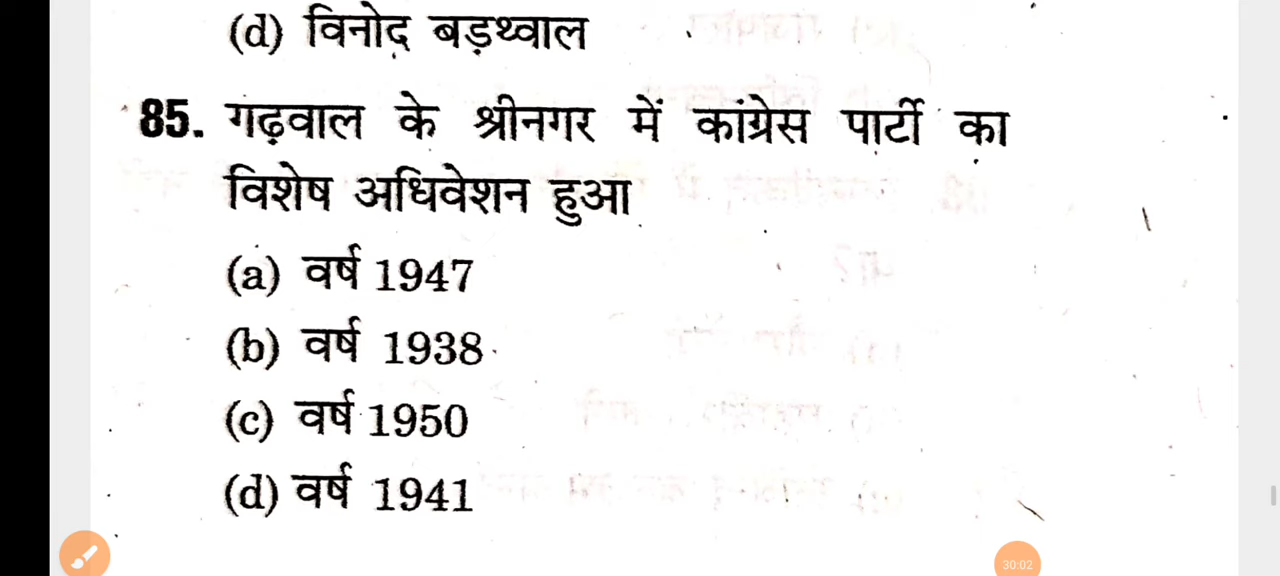 (d) विनोद बड़थ्वाल
85. गढ़वाल के श्रीनगर में कांग्रेस पार्टी का
विशेष अधिवेशन हुआ
(a) वर्ष 1947
(b) वर्ष 1938
(c) वर्ष 1950
(d) वर्ष 1941
30:02